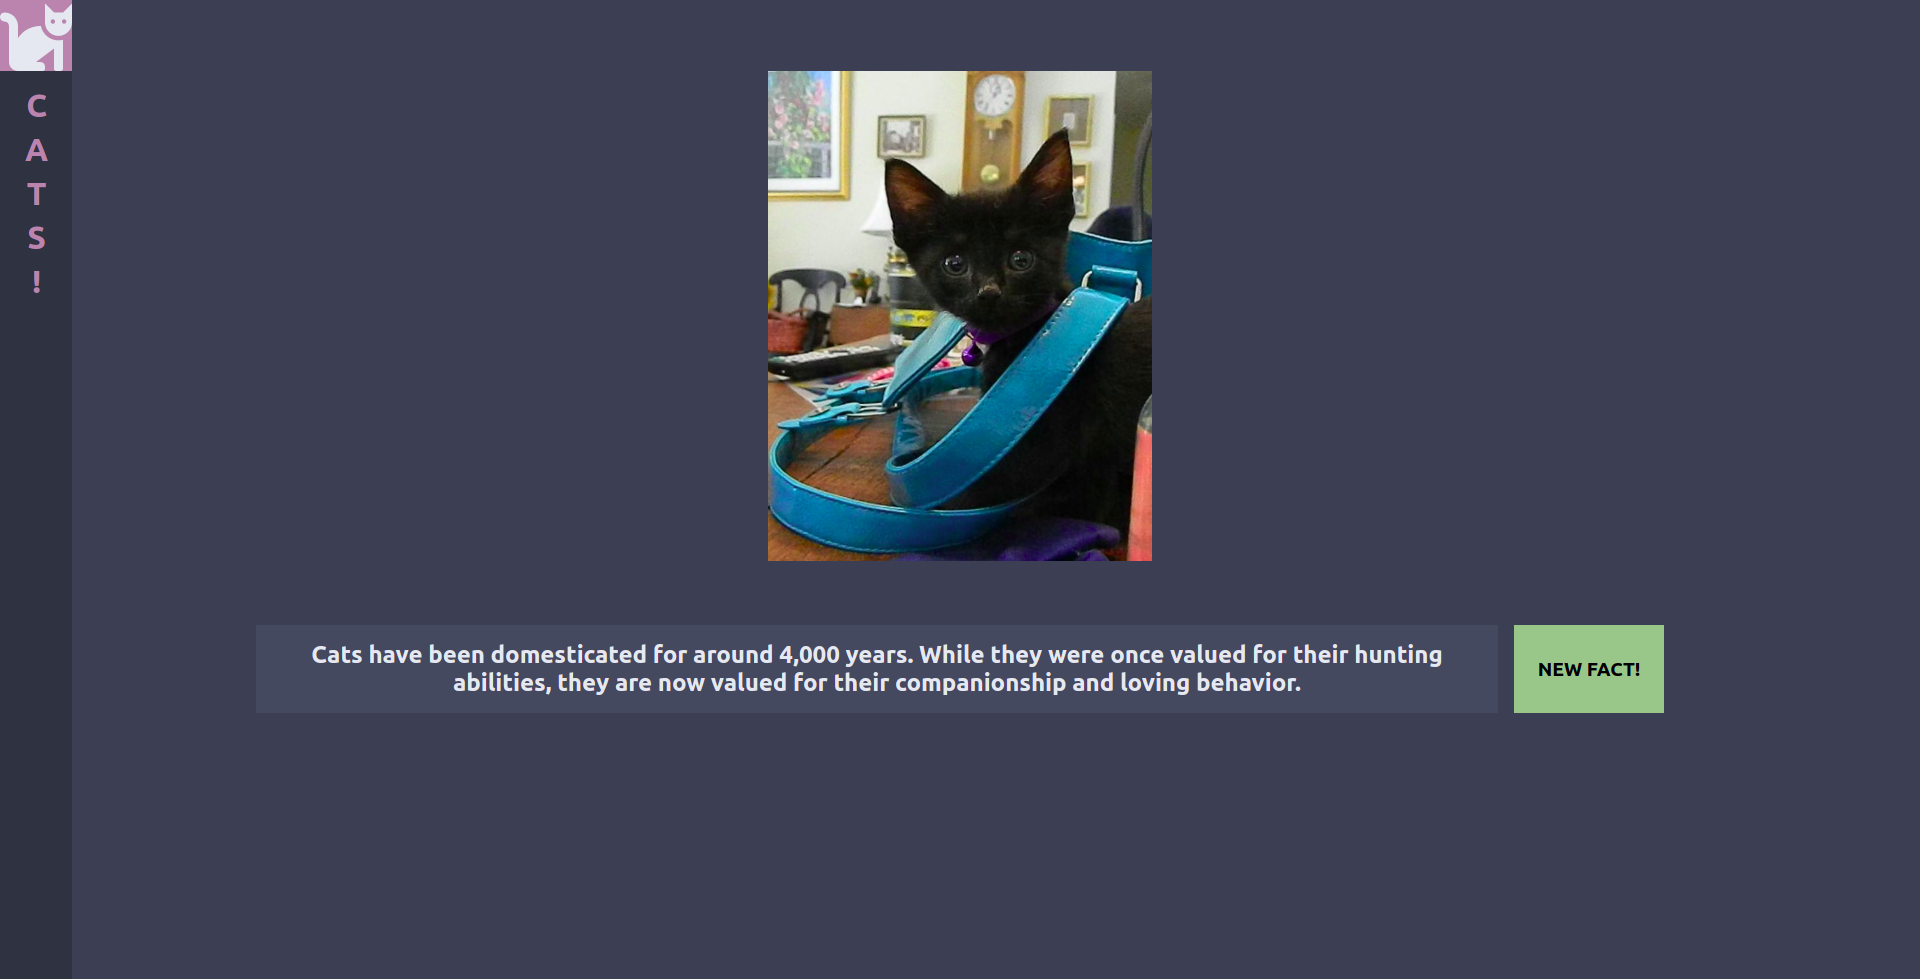 C
A
T
S
!
Cats have been domesticated for around 4,000 years. While they were once valued for their hunting
abilities, they are now valued for their companionship and loving behavior.
NEW FACT!